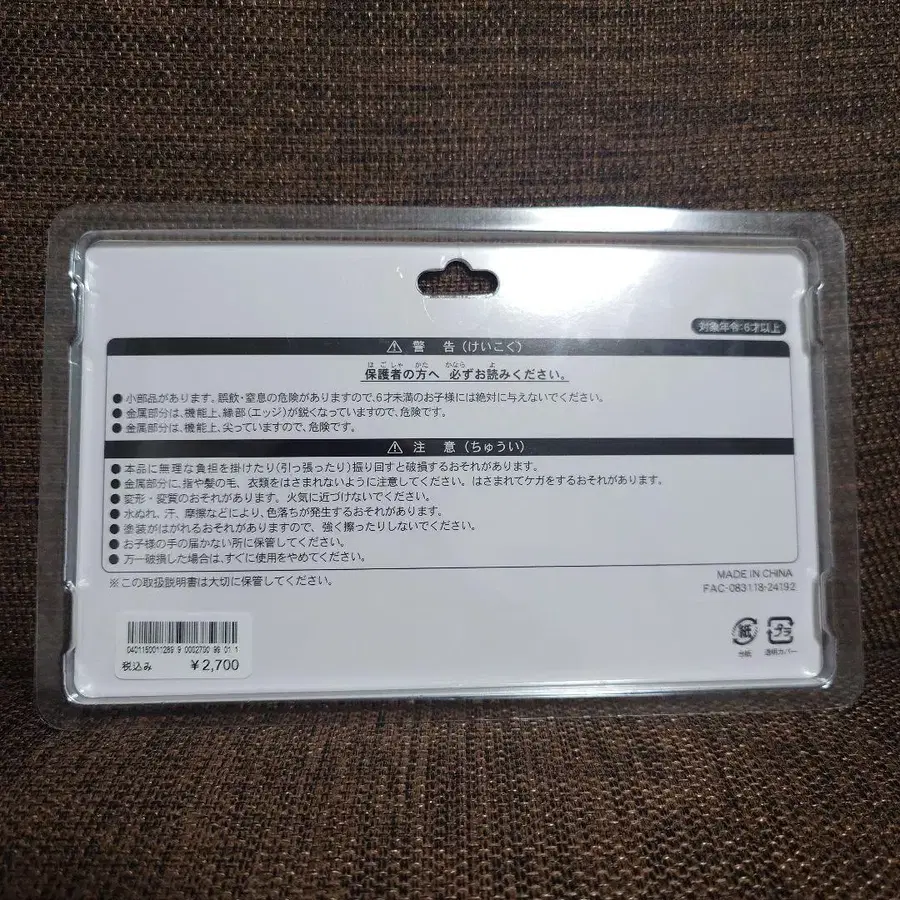 対象年令:6才以上
⚠ 警 告(けいこく)
ほごしゃ かた かなら よ
保護者の方へ 必ずお読みください。
● 小部品があります。誤飲・窒息の危険がありますので、6才未満のお子様には絶対に与えないでください。
● 金属部分は、機能上、縁部(エッジ)が鋭くなっていますので、危険です。
● 金属部分は、機能上、尖っていますので、危険です。
⚠ 注 意(ちゅうい)
● 本品に無理な負担を掛けたり(引っ張ったり)振り回すと破損するおそれがあります。
● 金属部分に、指や髪の毛、衣類をはさまれないように注意してください。はさまれてケガをするおそれがあります。
● 変形・変質のおそれがあります。火気に近づけないでください。
● 水ぬれ、汗、摩擦などにより、色落ちが発生するおそれがあります。
● 塗装がはがれるおそれがありますので、強く擦ったりしないでください。
● お子様の手の届かない所に保管してください。
● 万一破損した場合は、すぐに使用をやめてください。
※この取扱説明書は大切に保管してください。
MADE IN CHINA
FAC-083118-24192
紙 プラ
台紙 透明カバー
0401150011289 9 0002700 99 01 1
税込み ¥2,700